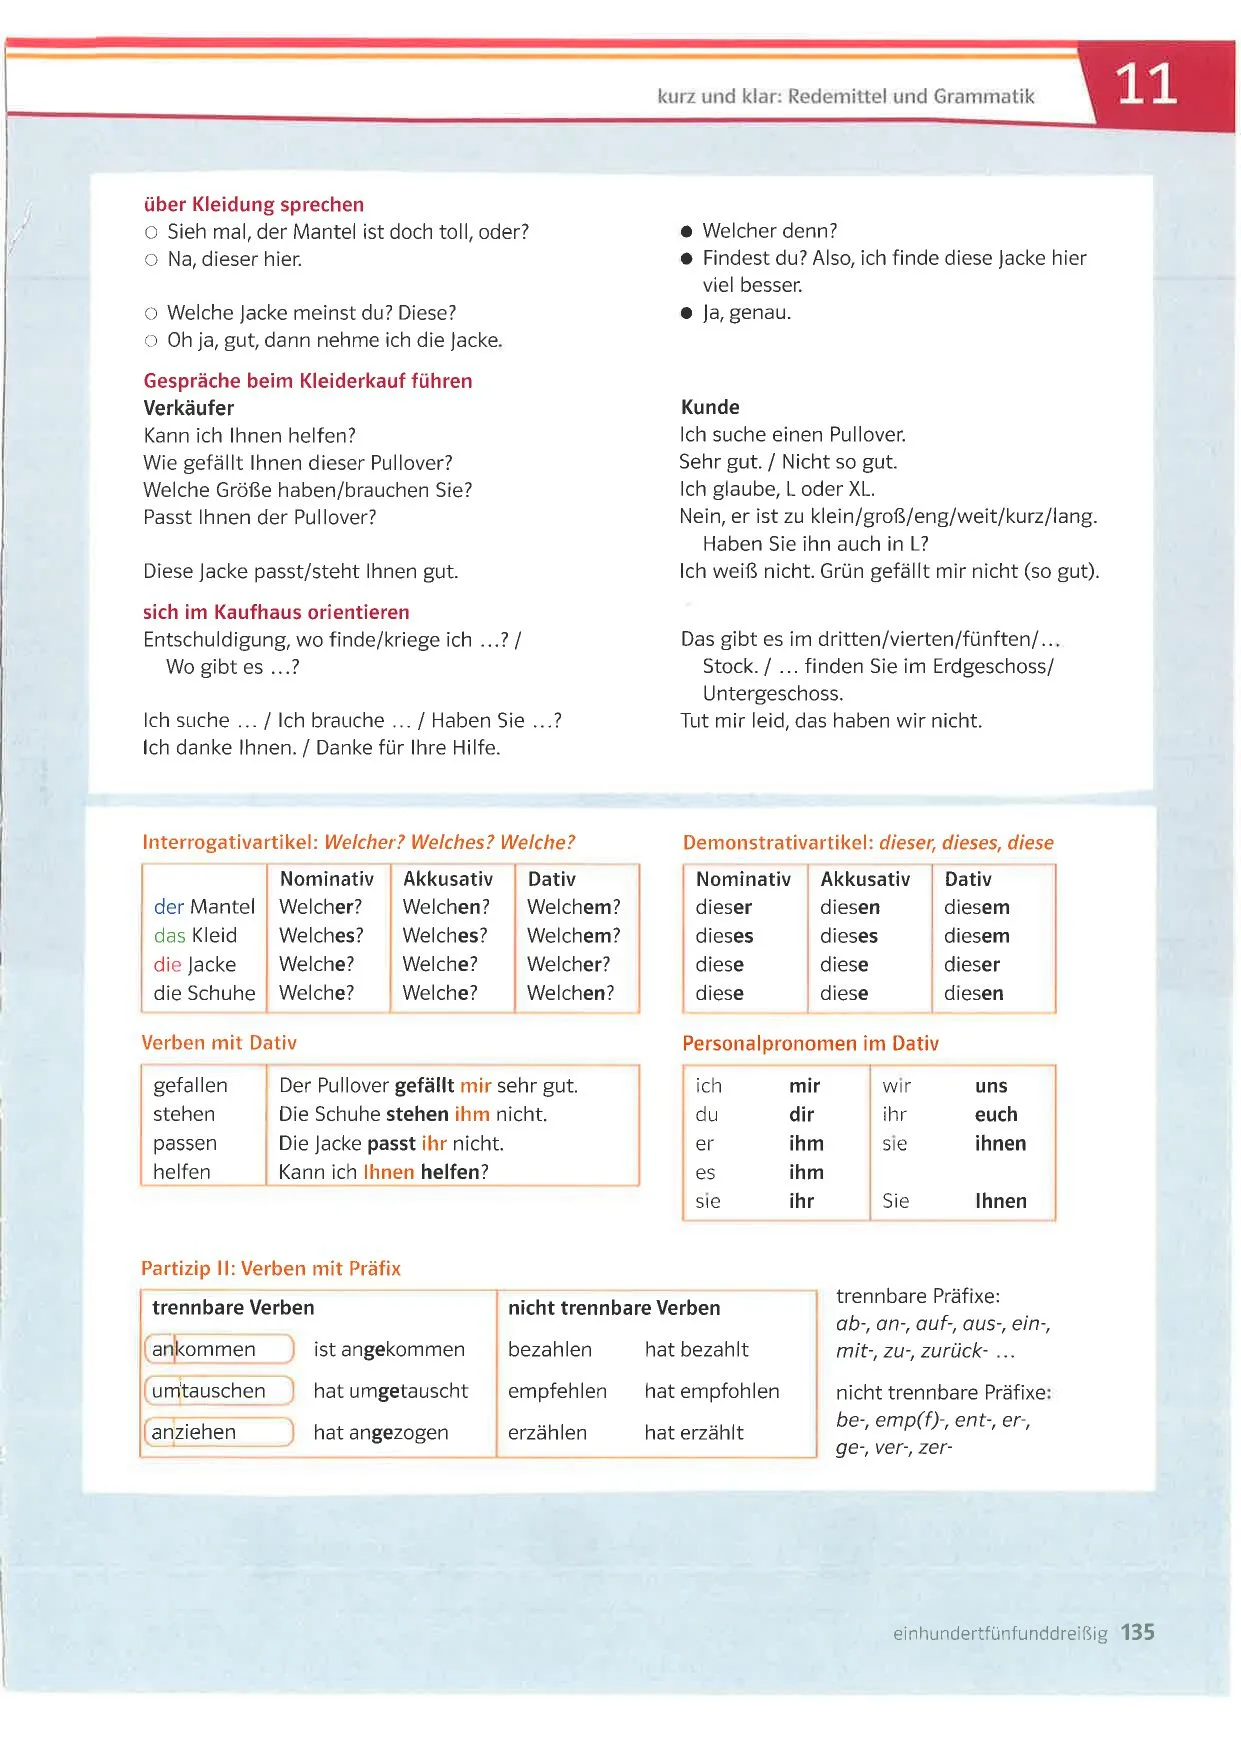 kurz und klar: Redemittel und Grammatik
11
über Kleidung sprechen
○ Sieh mal, der Mantel ist doch toll, oder?
● Welcher denn?
○ Na, dieser hier.
● Findest du? Also, ich finde diese Jacke hier
viel besser.
○ Welche Jacke meinst du? Diese?
● Ja, genau.
○ Oh ja, gut, dann nehme ich die Jacke.
Gespräche beim Kleiderkauf führen
Verkäufer
Kunde
Kann ich Ihnen helfen?
Ich suche einen Pullover.
Wie gefällt Ihnen dieser Pullover?
Sehr gut. / Nicht so gut.
Welche Größe haben/brauchen Sie?
Ich glaube, L oder XL.
Passt Ihnen der Pullover?
Nein, er ist zu klein/groß/eng/weit/kurz/lang.
Haben Sie ihn auch in L?
Diese Jacke passt/steht Ihnen gut.
Ich weiß nicht. Grün gefällt mir nicht (so gut).
sich im Kaufhaus orientieren
Entschuldigung, wo finde/kriege ich ...? /
Wo gibt es ...?
Das gibt es im dritten/vierten/fünften/...
Stock. / ... finden Sie im Erdgeschoss/
Untergeschoss.
Ich suche ... / Ich brauche ... / Haben Sie ...?
Tut mir leid, das haben wir nicht.
Ich danke Ihnen. / Danke für Ihre Hilfe.
Interrogativartikel: Welcher? Welches? Welche?
Nominativ Akkusativ Dativ
der Mantel Welcher? Welchen? Welchem?
das Kleid Welches? Welches? Welchem?
die Jacke Welche? Welche? Welcher?
die Schuhe Welche? Welche? Welchen?
Demonstrativartikel: dieser, dieses, diese
Nominativ Akkusativ Dativ
dieser diesen diesem
dieses dieses diesem
diese diese dieser
diese diese diesen
Verben mit Dativ
gefallen Der Pullover gefällt mir sehr gut.
stehen Die Schuhe stehen ihm nicht.
passen Die Jacke passt ihr nicht.
helfen Kann ich Ihnen helfen?
Personalpronomen im Dativ
ich mir wir uns
du dir ihr euch
er ihm sie ihnen
es ihm
sie ihr Sie Ihnen
Partizip II: Verben mit Präfix
trennbare Verben nicht trennbare Verben
ankommen ist angekommen bezahlen hat bezahlt
umtauschen hat umgetauscht empfehlen hat empfohlen
anziehen hat angezogen erzählen hat erzählt
trennbare Präfixe:
ab-, an-, auf-, aus-, ein-,
mit-, zu-, zurück- ...
nicht trennbare Präfixe:
be-, emp(f)-, ent-, er-,
ge-, ver-, zer-
einhundertfünfunddreißig 135